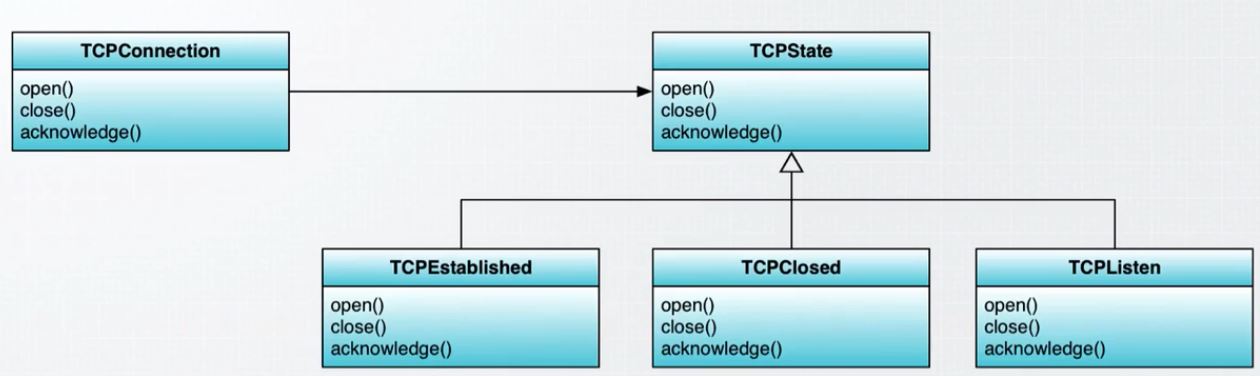 TCPConnection
open()
close()
acknowledge()
TCPState
open()
close()
acknowledge()
TCPEstablished
open()
close()
acknowledge()
TCPClosed
open()
close()
acknowledge()
TCPListen
open()
close()
acknowledge()